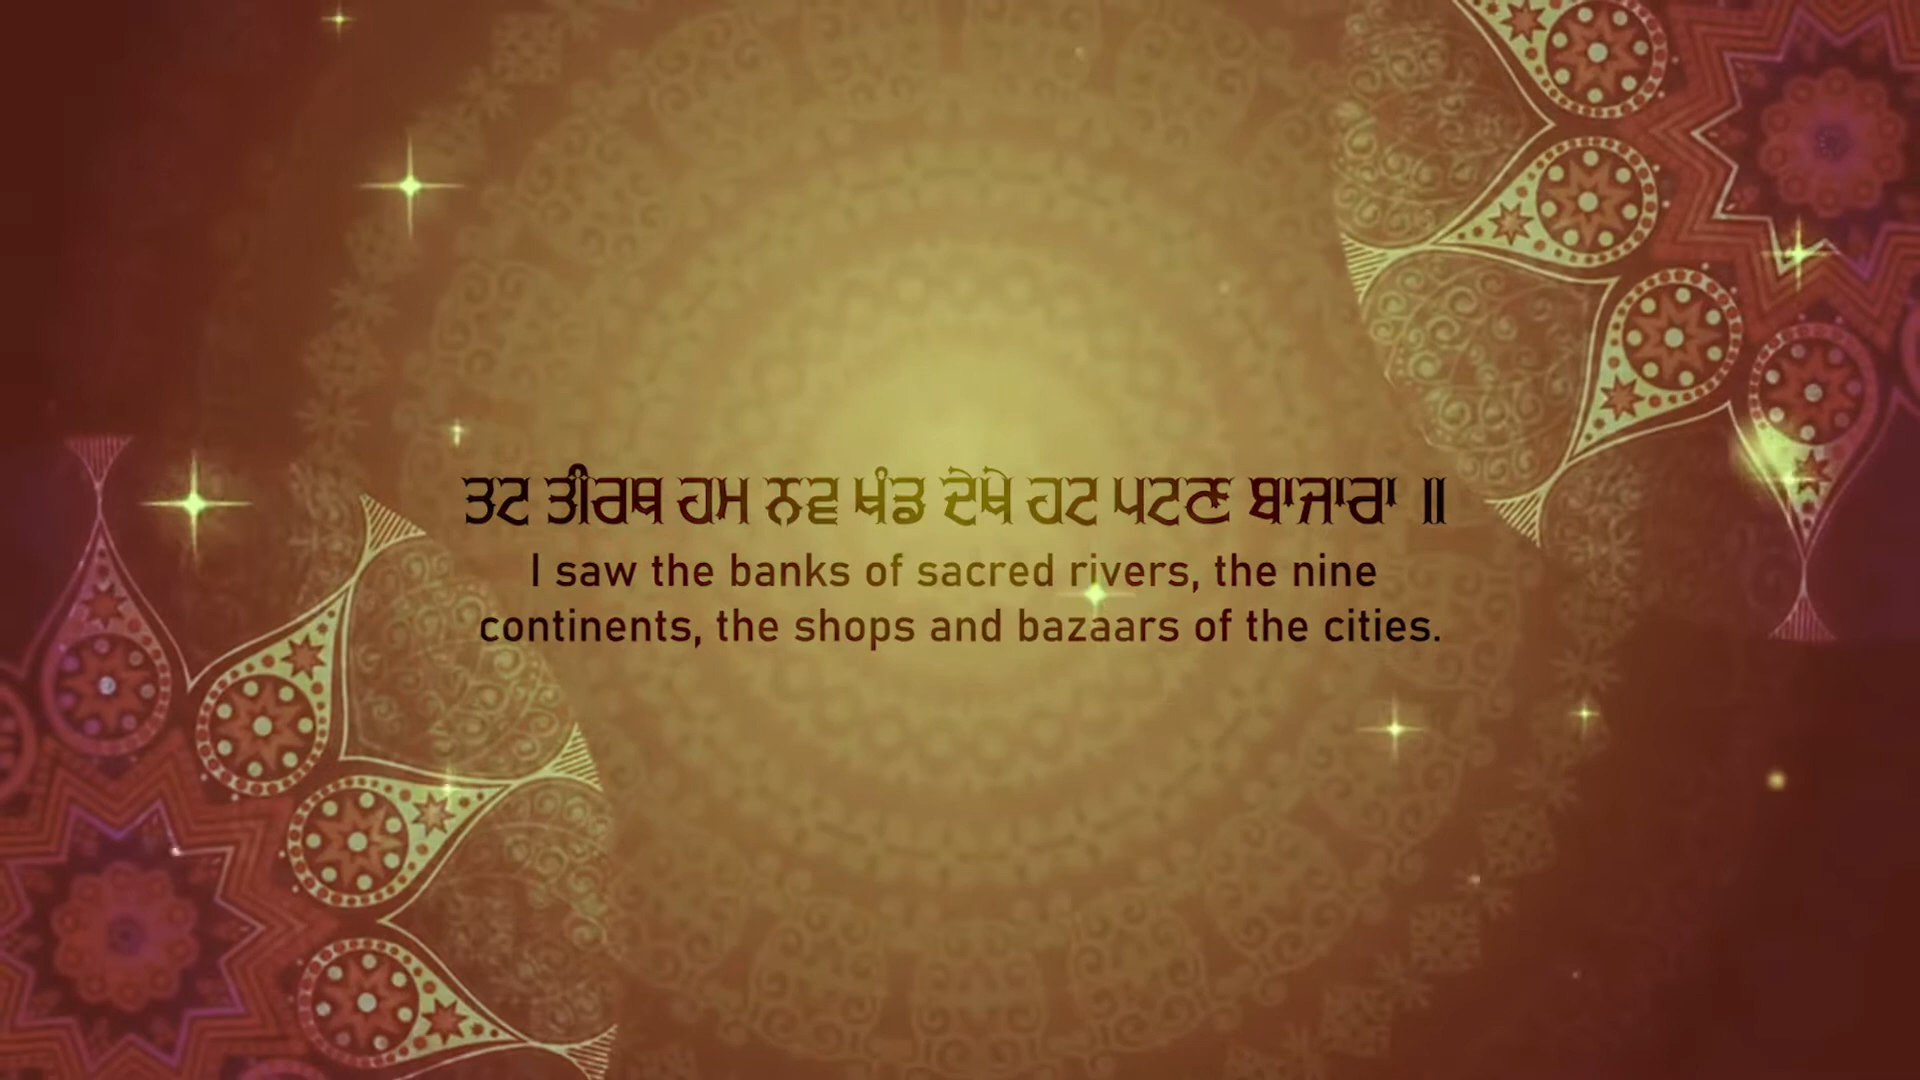 ਤਟ ਤੀਰਥ ਹਮ ਨਵ ਖੰਡ ਦੇਖੇ ਹਟ ਪਟਣ ਬਾਜਾਰਾ ॥
I saw the banks of sacred rivers, the nine
continents, the shops and bazaars of the cities.